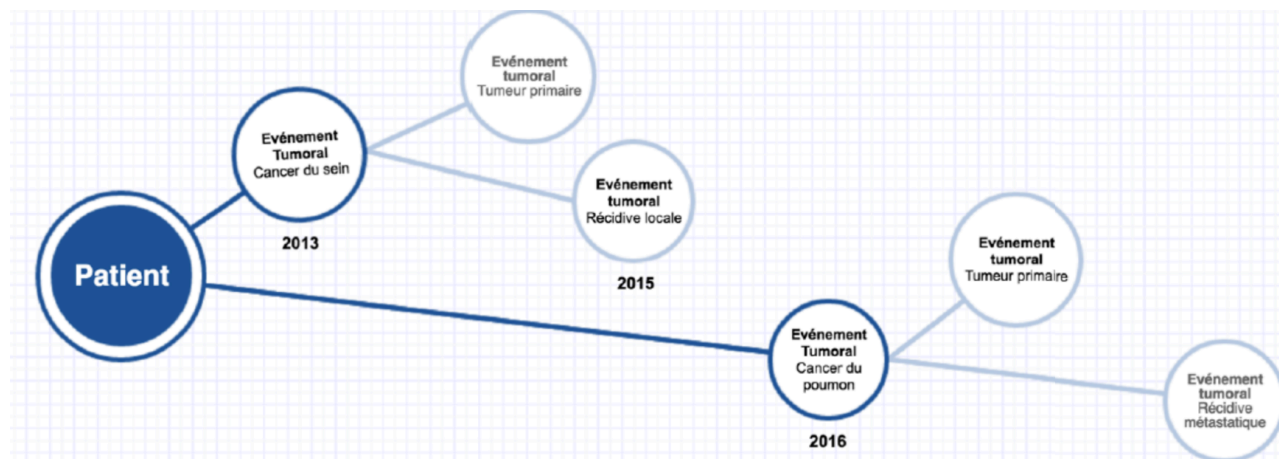 Evénement
tumoral
Tumeur primaire
Evénement
Tumoral
Cancer du sein
2013
Evénement
tumoral
Récidive locale
2015
Patient
Evénement
tumoral
Tumeur primaire
Evénement
Tumoral
Cancer du
poumon
2016
Evénement
tumoral
Récidive
métastatique